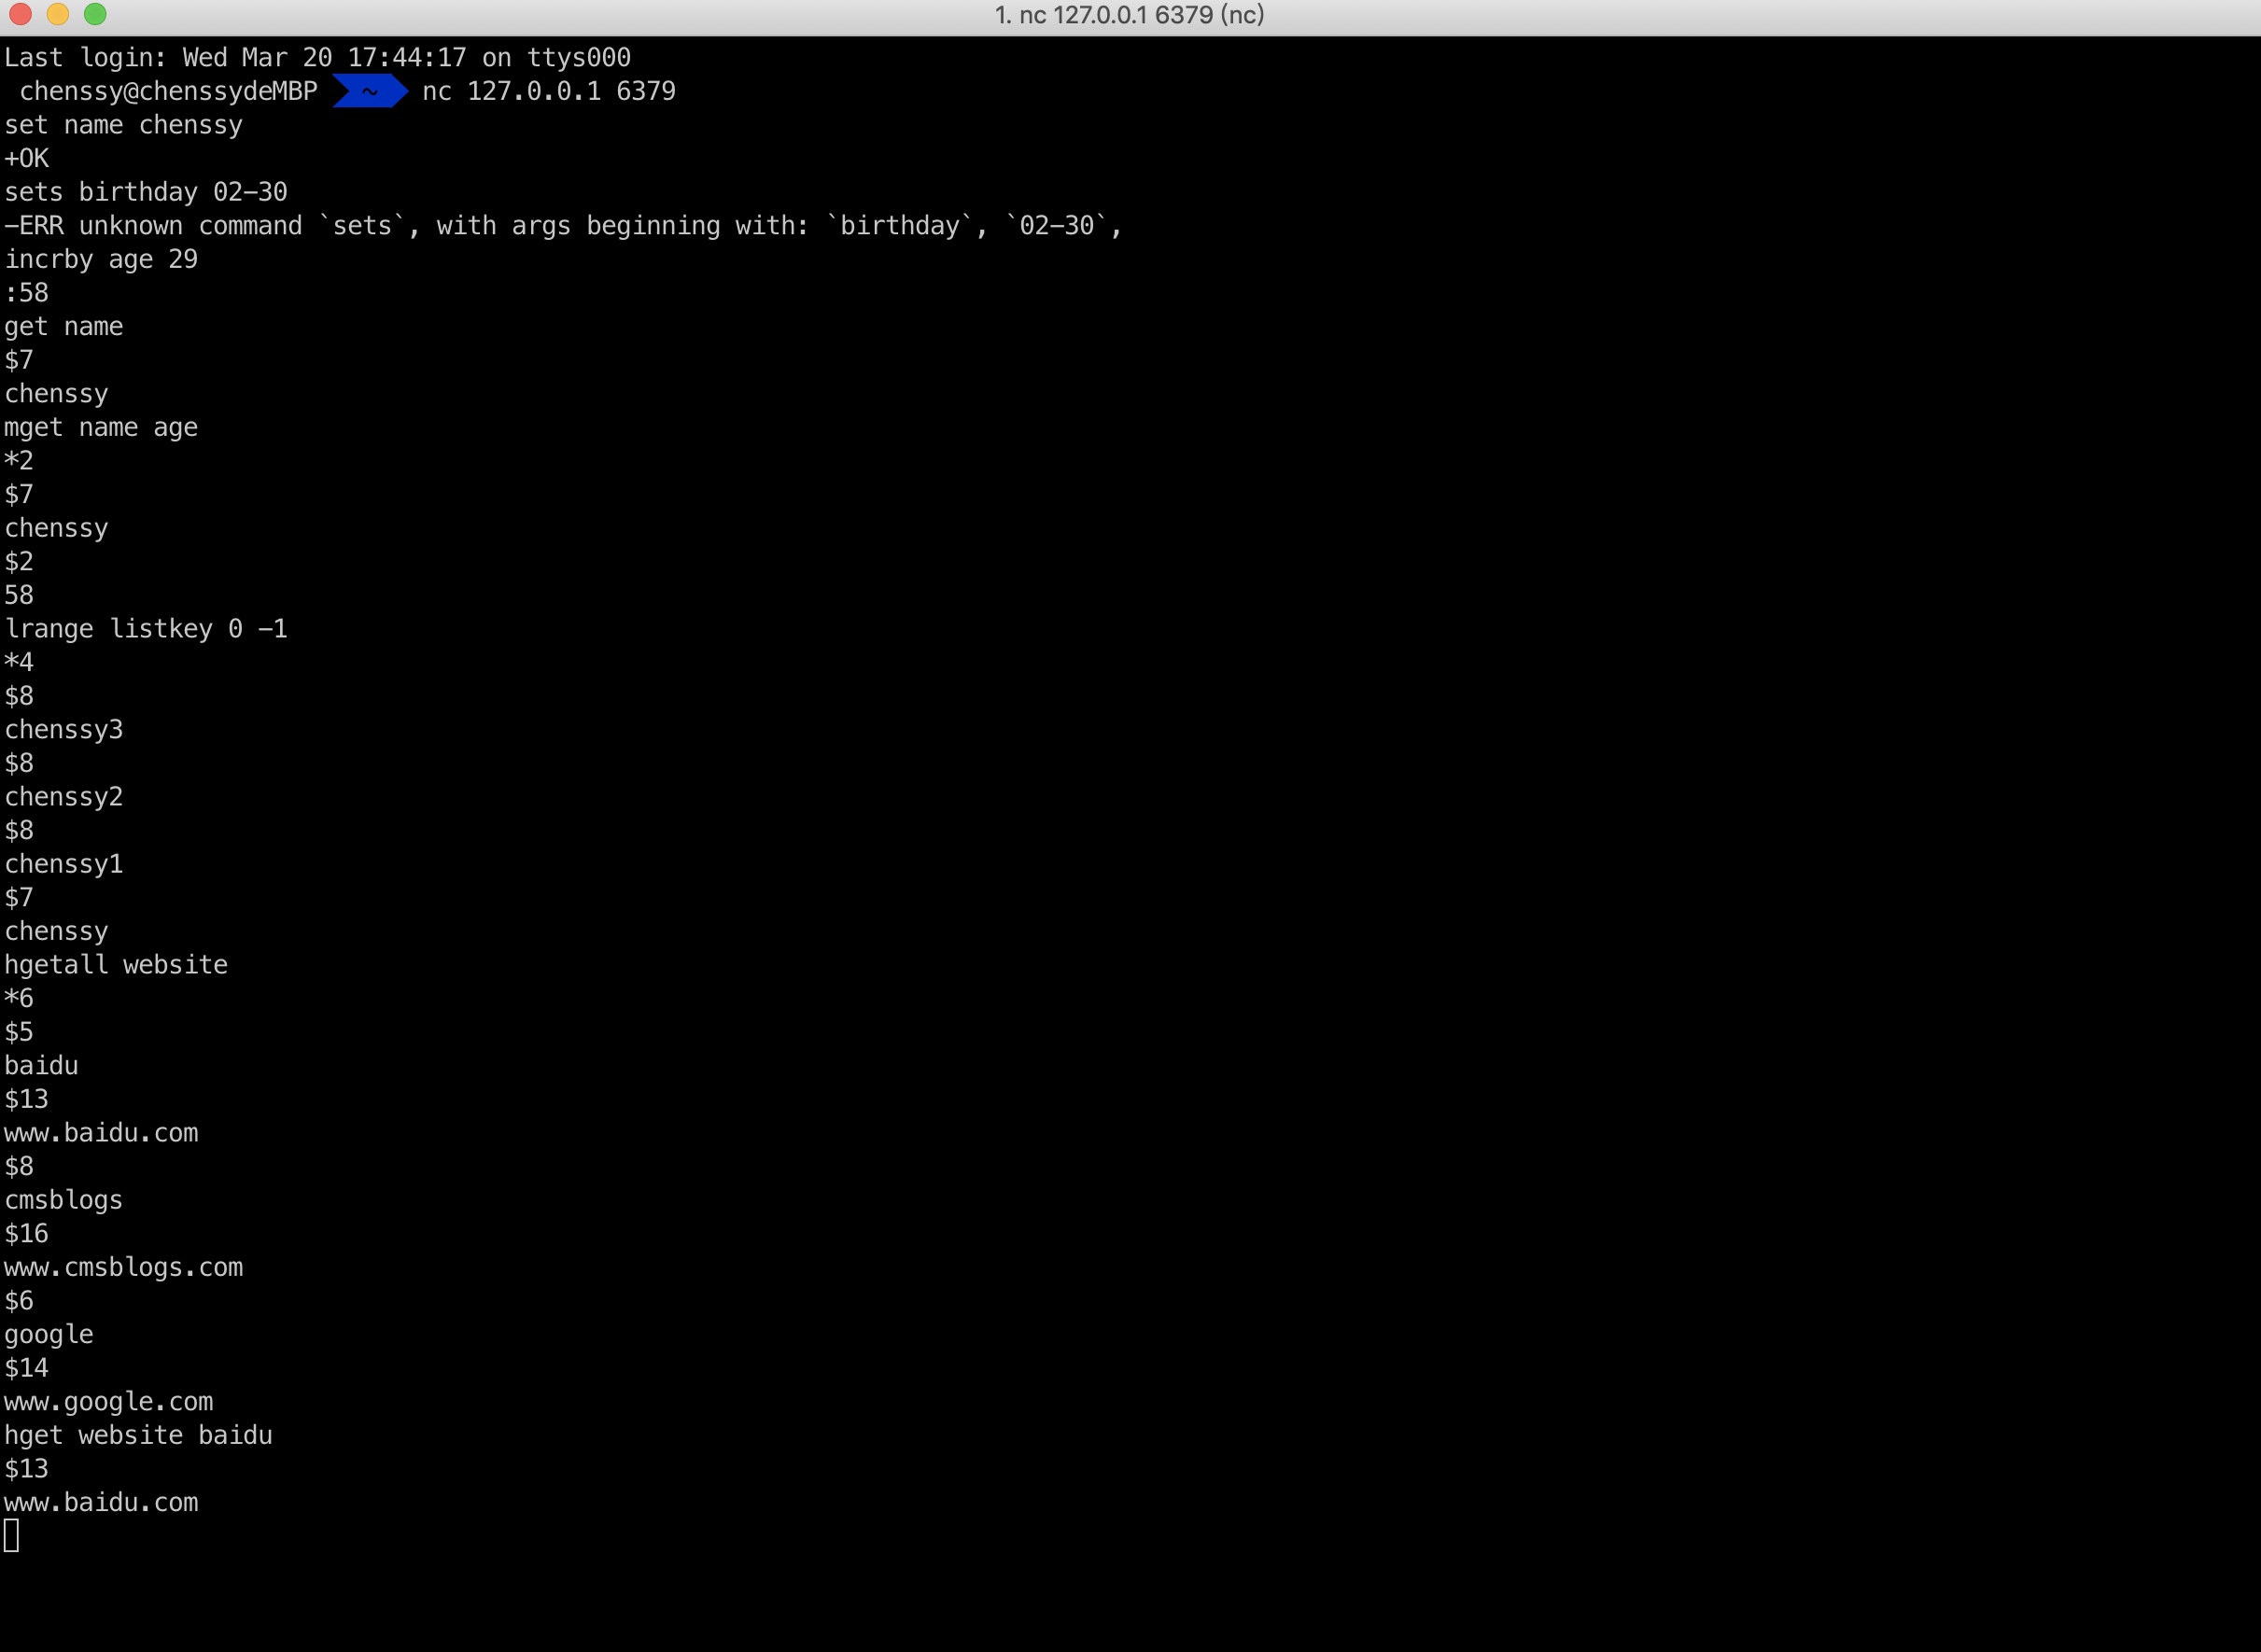 1. nc 127.0.0.1 6379 (nc)
Last login: Wed Mar 20 17:44:17 on ttys000
chenssy@chenssydeMBP ~ nc 127.0.0.1 6379
set name chenssy
+OK
sets birthday 02-30
-ERR unknown command `sets`, with args beginning with: `birthday`, `02-30`,
incrby age 29
:58
get name
$7
chenssy
mget name age
*2
$7
chenssy
$2
58
lrange listkey 0 -1
*4
$8
chenssy3
$8
chenssy2
$8
chenssy1
$7
chenssy
hgetall website
*6
$5
baidu
$13
www.baidu.com
$8
cmsblogs
$16
www.cmsblogs.com
$6
google
$14
www.google.com
hget website baidu
$13
www.baidu.com